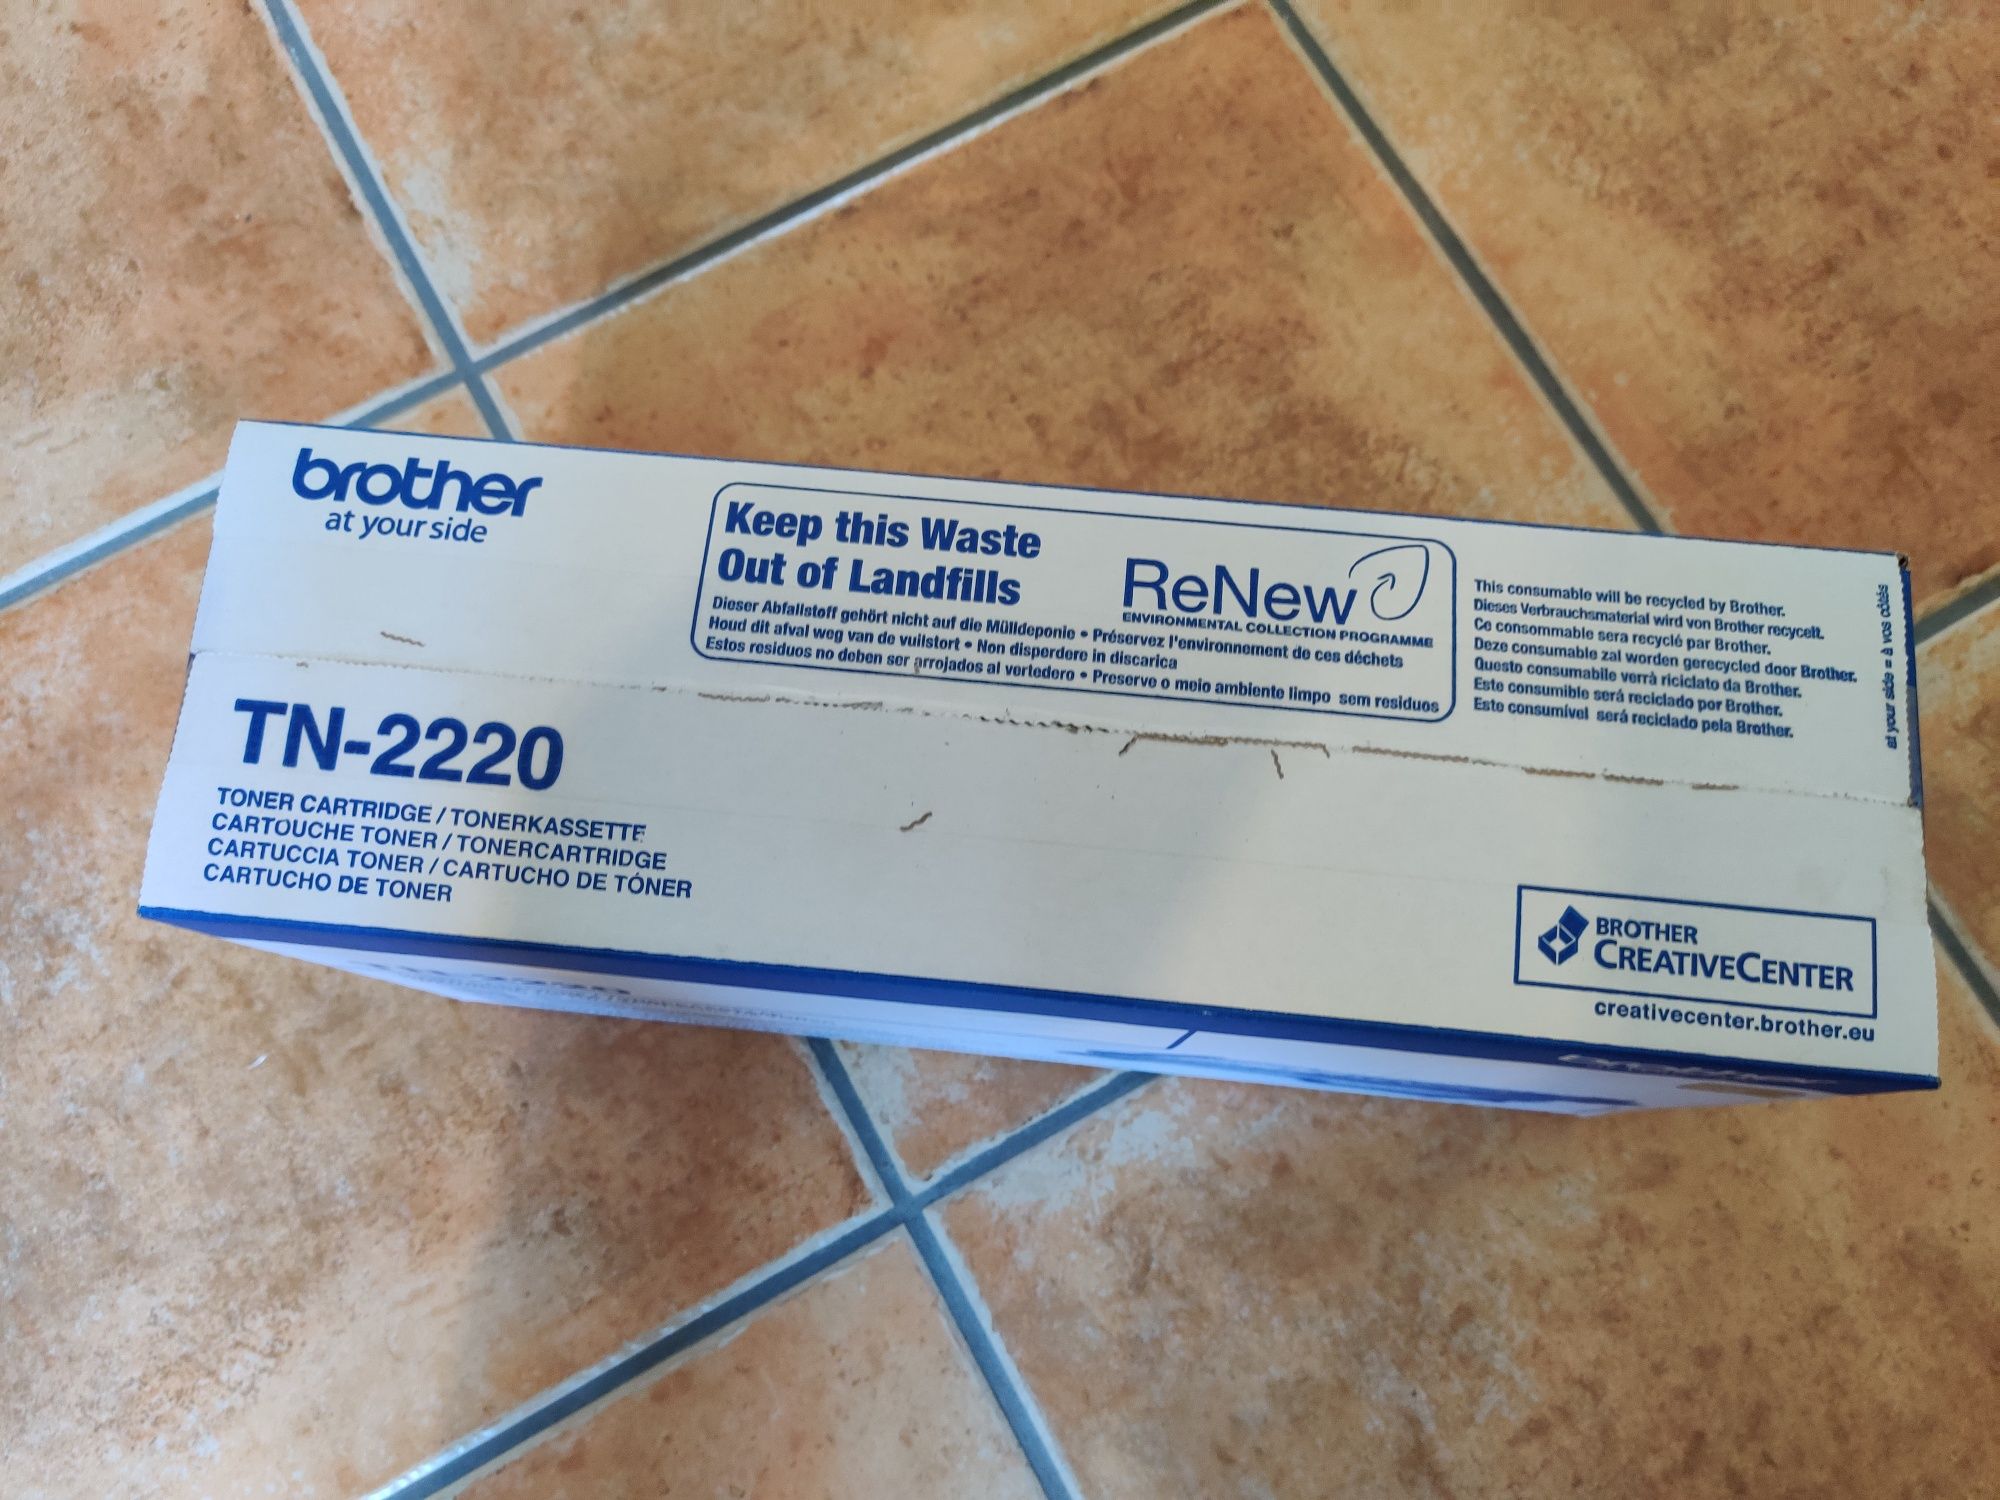 brother
at your side
Keep this Waste
Out of Landfills
ReNew
ENVIRONMENTAL COLLECTION PROGRAMME
Dieser Abfallstoff gehört nicht auf die Mülldeponie • Préservez l'environnement de ces déchets
Houd dit afval weg van de vuilstort • Non disperdere in discarica
Estos residuos no deben ser arrojados al vertedero • Preserve o meio ambiente limpo sem residuos
This consumable will be recycled by Brother.
Dieses Verbrauchsmaterial wird von Brother recycelt.
Ce consommable sera recyclé par Brother.
Deze consumable zal worden gerecycled door Brother.
Questo consumabile verrà riciclato da Brother.
Este consumible será reciclado por Brother.
Este consumível será reciclado pela Brother.
at your side = à vos côtés
TN-2220
TONER CARTRIDGE / TONERKASSETTE
CARTOUCHE TONER / TONERCARTRIDGE
CARTUCCIA TONER / CARTUCHO DE TÓNER
CARTUCHO DE TONER
BROTHER
CREATIVECENTER
creativecenter.brother.eu